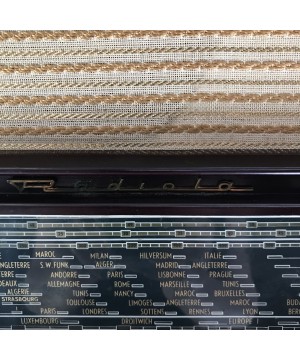 Radiola
MAROC MILAN HILVERSUM ITALIE
ANGLETERRE S.W. FUNK ALGER MADRID ANGLETERRE
ANDORRE PARIS LISBONNE PRAGUE
ALLEMAGNE ROME MARSEILLE MAROC
ALGERIE TUNIS NANCY MAROC TUNIS
STRASBOURG TOULOUSE LIMOGES BRUXELLES
PARIS LONDRES SOTTENS ANGLETERRE RENNES LYON
LUXEMBOURG DROITWICH EUROPE